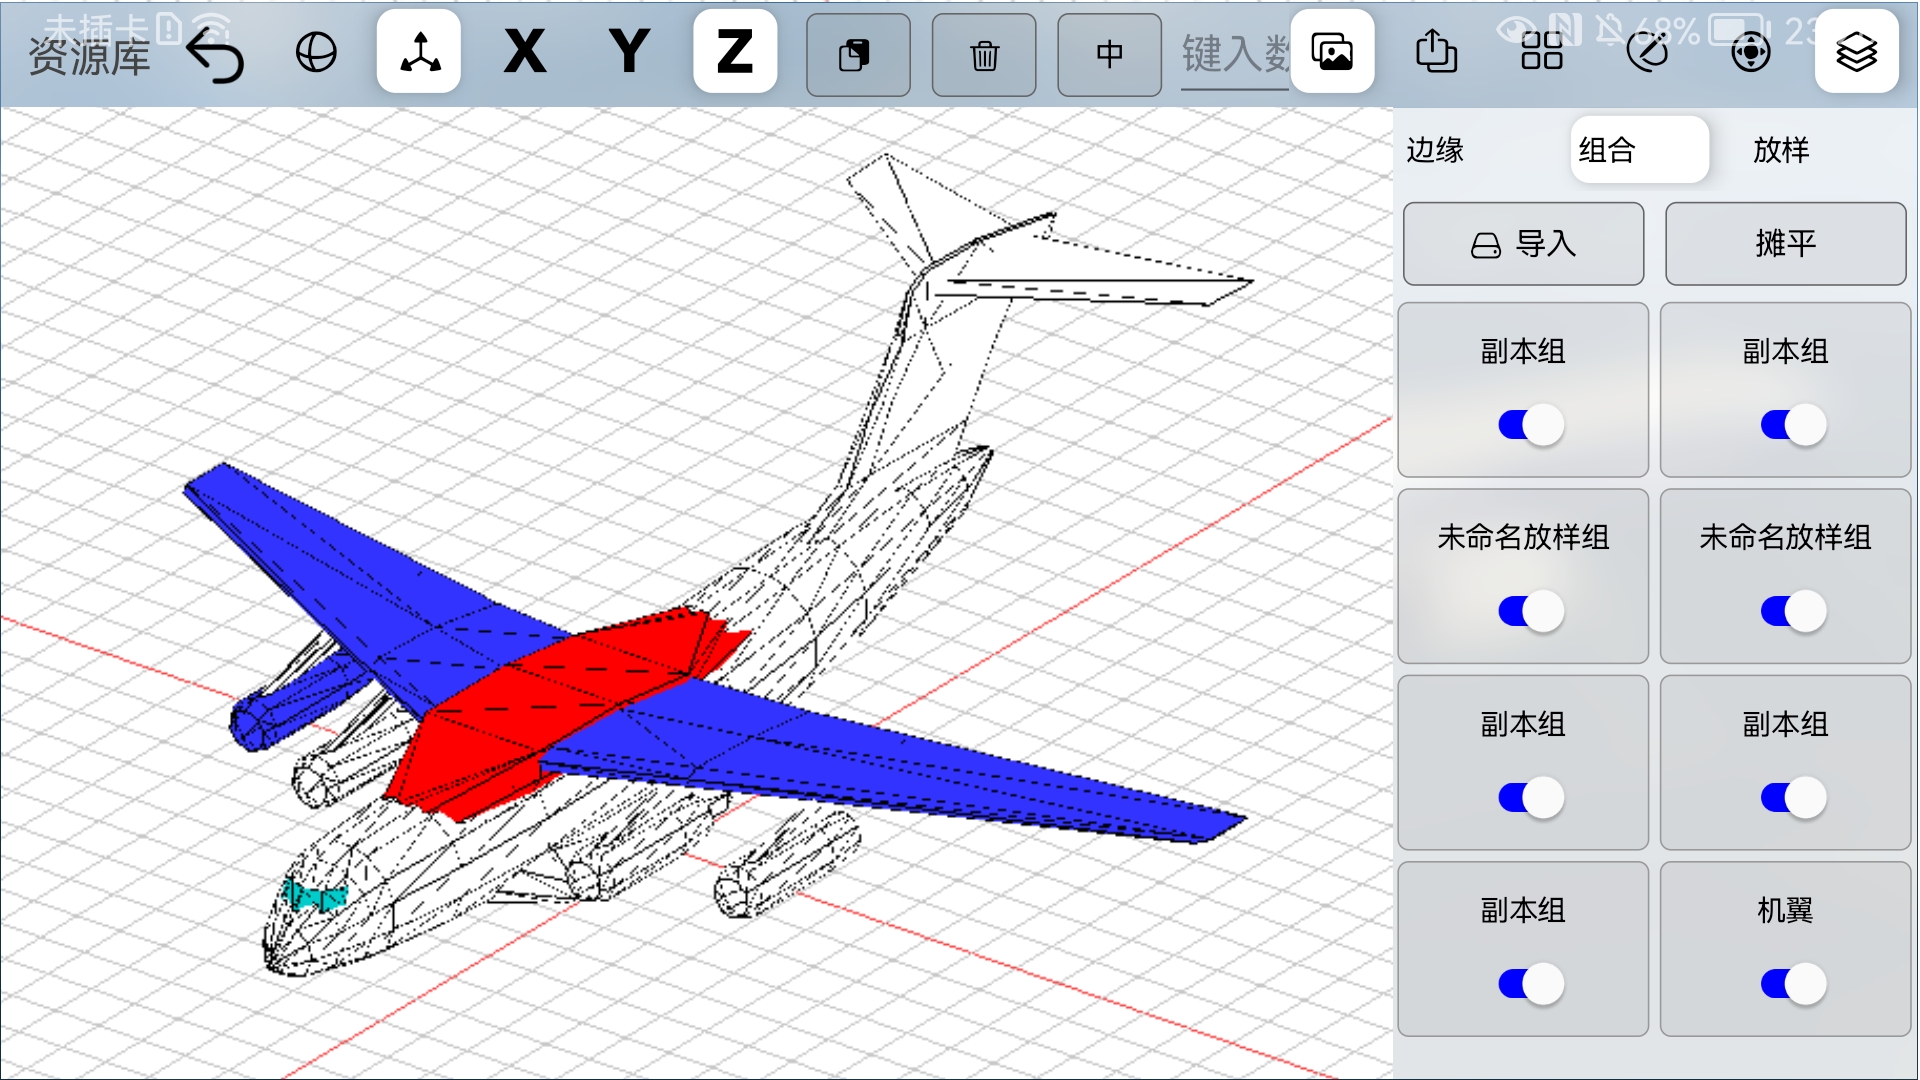 未插卡 68% 23
资源库 X Y Z 中 键入数
边缘 组合 放样
导入 摊平
副本组 副本组
未命名放样组 未命名放样组
副本组 副本组
副本组 机翼